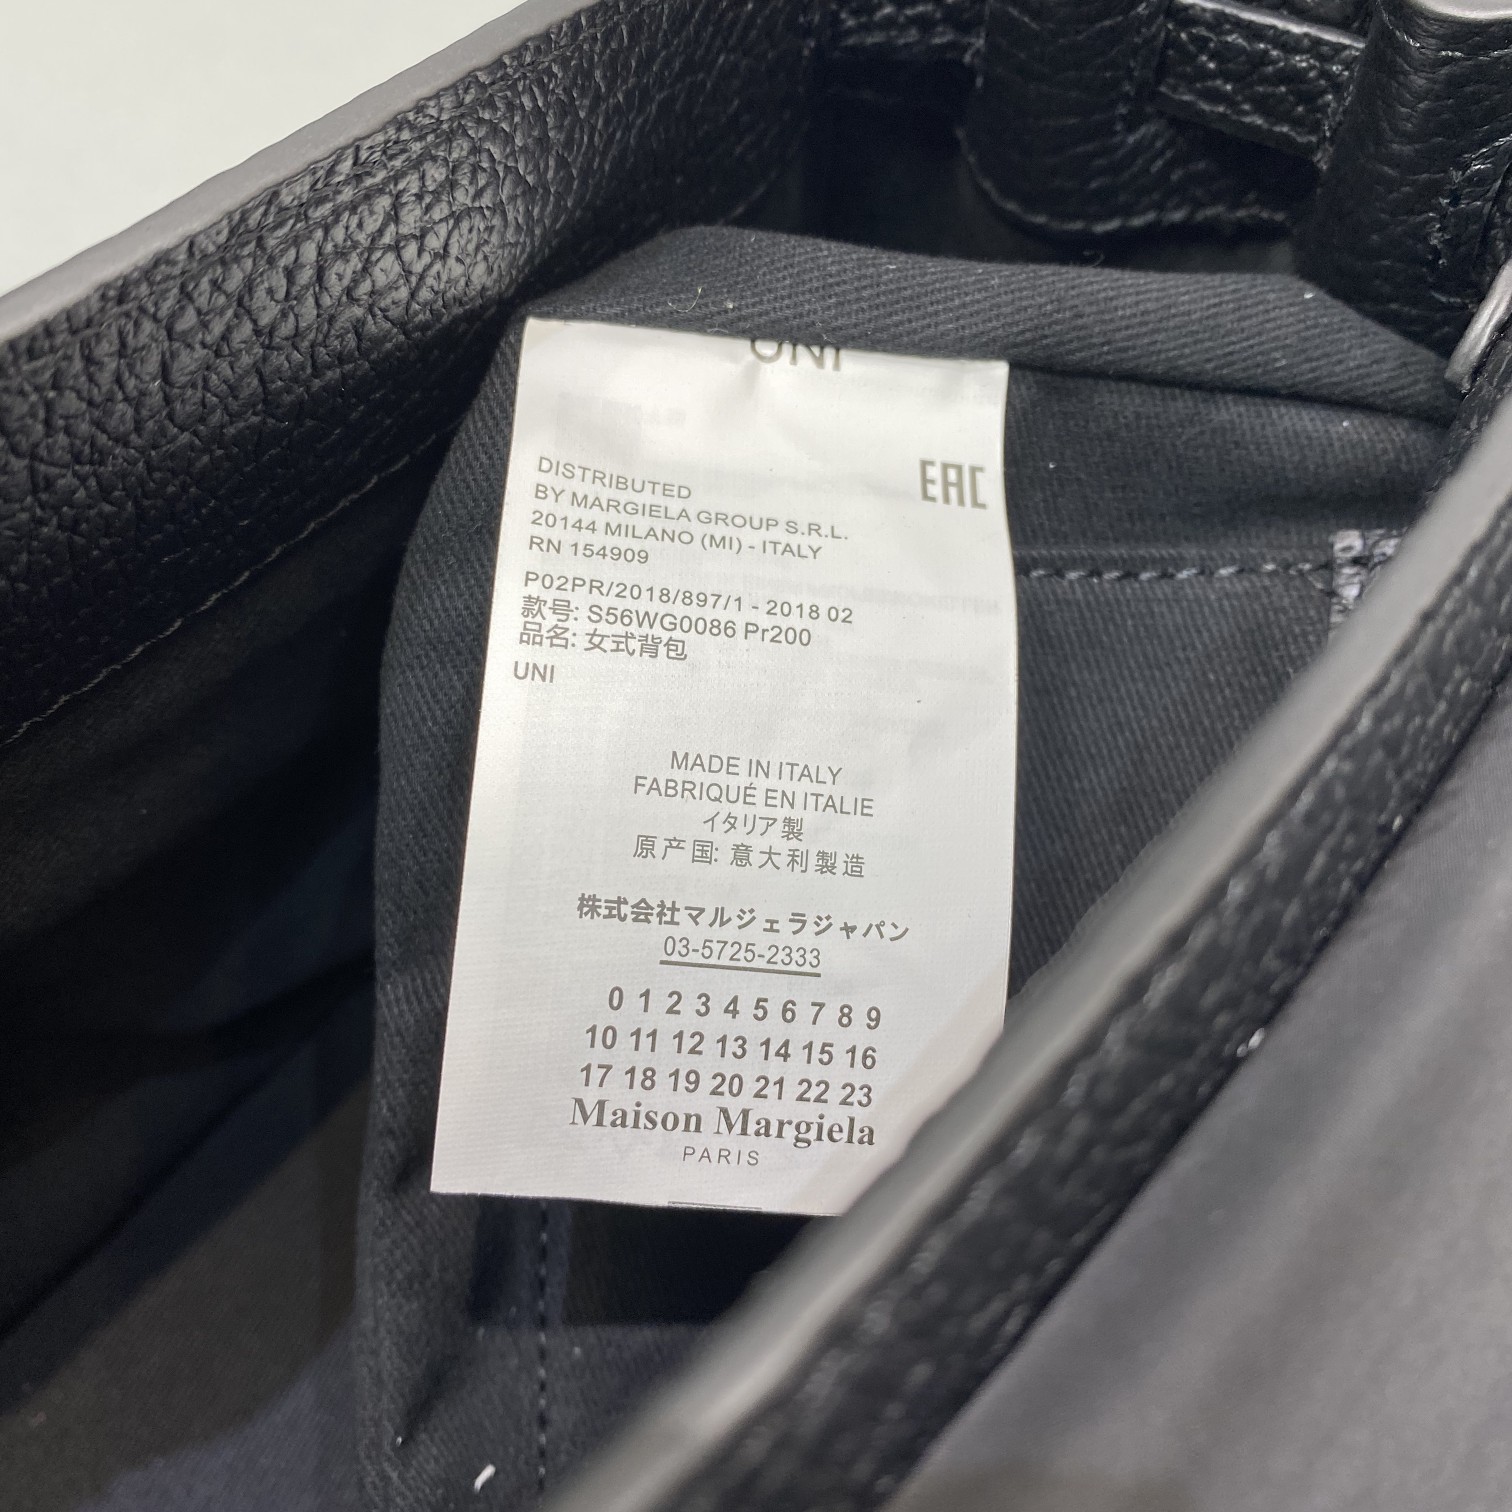 UNI
EAC
DISTRIBUTED
BY MARGIELA GROUP S.R.L.
20144 MILANO (MI) - ITALY
RN 154909
P02PR/2018/897/1 - 2018 02
款号: S56WG0086 Pr200
品名: 女式背包
UNI
MADE IN ITALY
FABRIQUÉ EN ITALIE
イタリア製
原产国: 意大利製造
株式会社マルジェラジャパン
03-5725-2333
0 1 2 3 4 5 6 7 8 9
10 11 12 13 14 15 16
17 18 19 20 21 22 23
Maison Margiela
PARIS